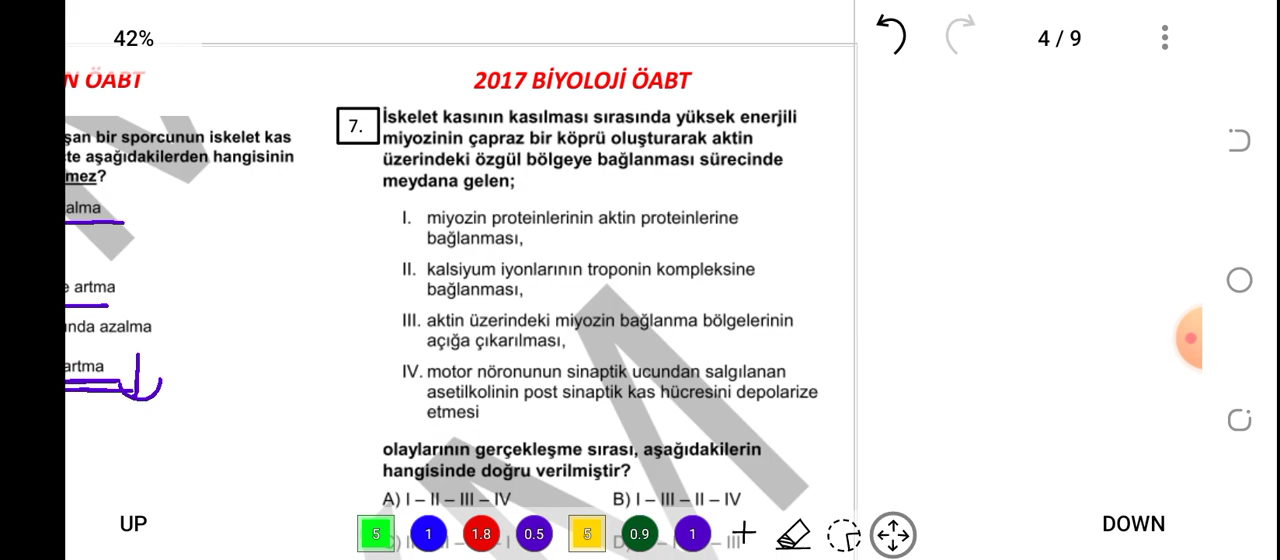 42%
4 / 9
N ÖABT
şan bir sporcunun iskelet kas
te aşağıdakilerden hangisinin
mez?
alma
e artma
ında azalma
artma
2017 BİYOLOJİ ÖABT
7.
İskelet kasının kasılması sırasında yüksek enerjili
miyozinin çapraz bir köprü oluşturarak aktin
üzerindeki özgül bölgeye bağlanması sürecinde
meydana gelen;
I. miyozin proteinlerinin aktin proteinlerine
bağlanması,
II. kalsiyum iyonlarının troponin kompleksine
bağlanması,
III. aktin üzerindeki miyozin bağlanma bölgelerinin
açığa çıkarılması,
IV. motor nöronunun sinaptik ucundan salgılanan
asetilkolinin post sinaptik kas hücresini depolarize
etmesi
olaylarının gerçekleşme sırası, aşağıdakilerin
hangisinde doğru verilmiştir?
A) I – II – III – IV B) I – III – II – IV
UP
5 1 1.8 0.5 5 0.9 1
DOWN